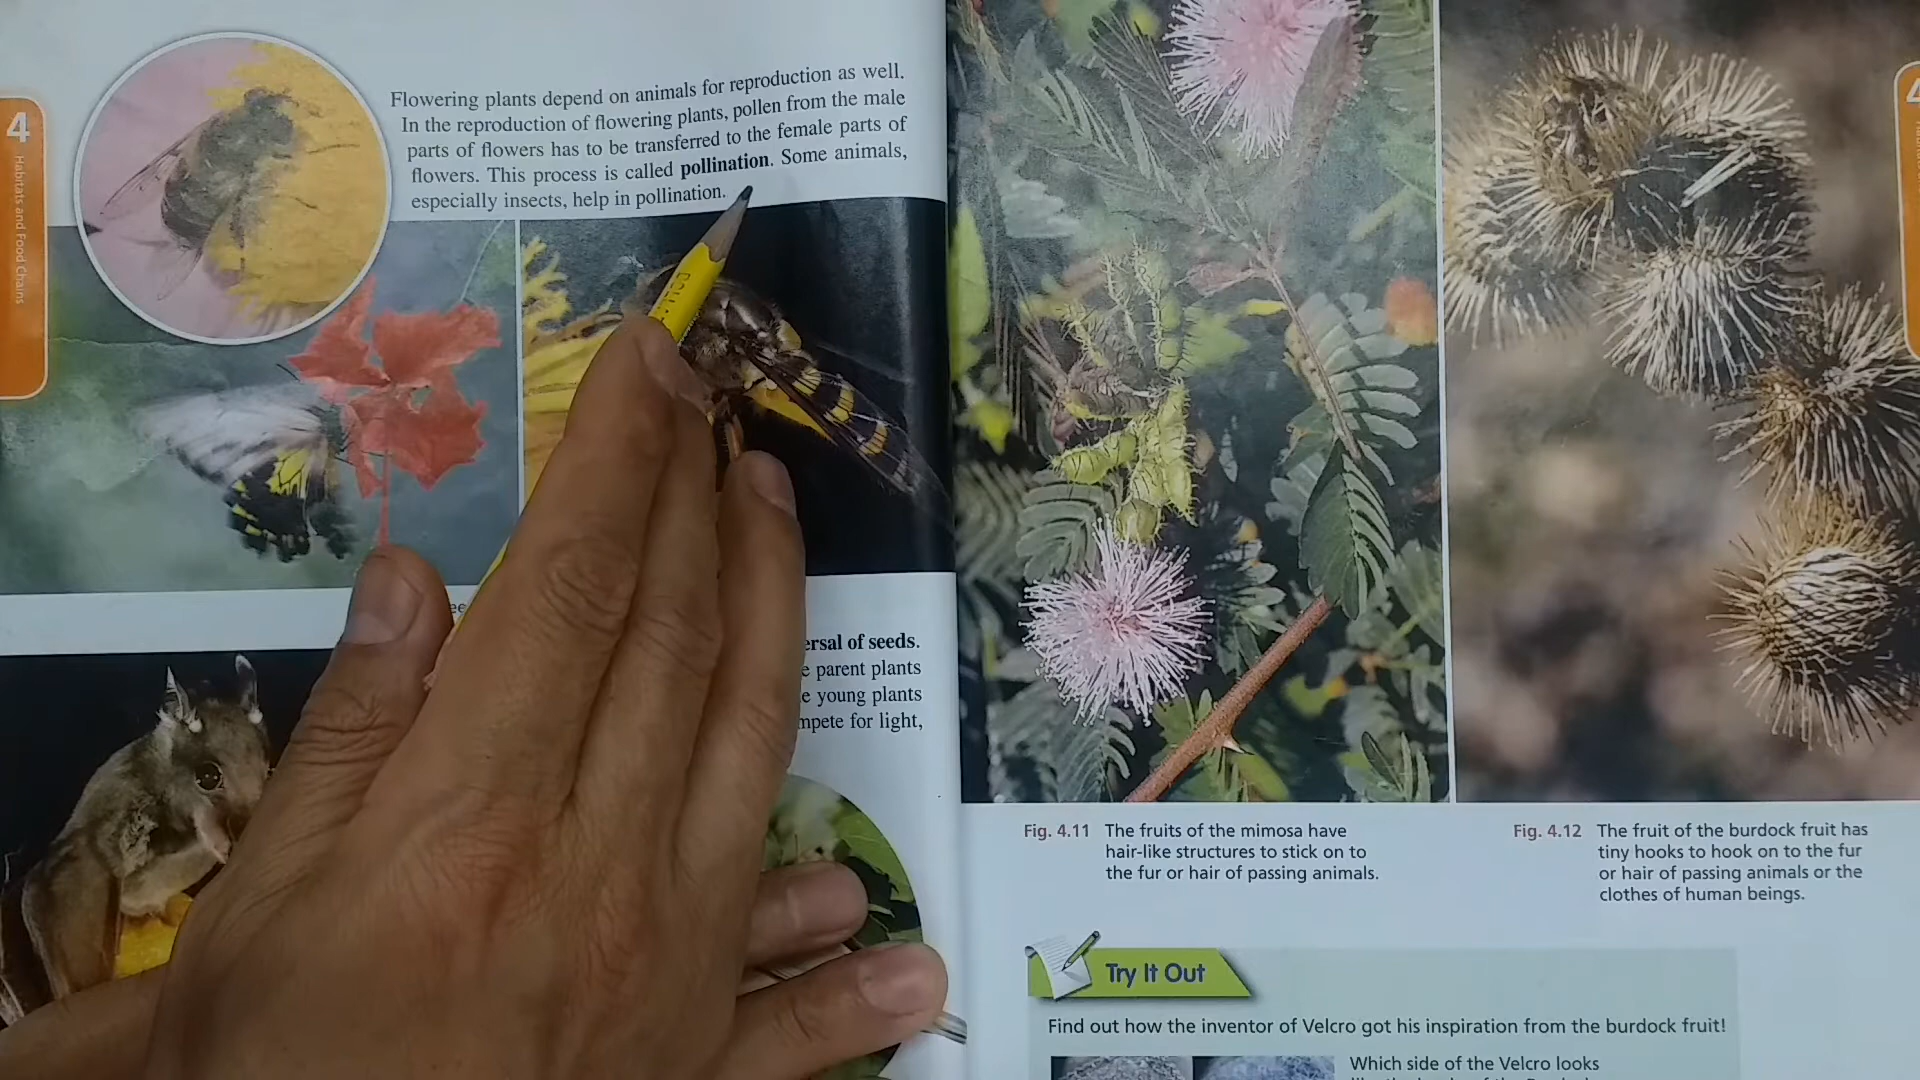 4
Habitats and Food Chains
Flowering plants depend on animals for reproduction as well.
In the reproduction of flowering plants, pollen from the male
parts of flowers has to be transferred to the female parts of
flowers. This process is called pollination. Some animals,
especially insects, help in pollination.
ersal of seeds.
e parent plants
e young plants
mpete for light,
Fig. 4.11 The fruits of the mimosa have
hair-like structures to stick on to
the fur or hair of passing animals.
Fig. 4.12 The fruit of the burdock fruit has
tiny hooks to hook on to the fur
or hair of passing animals or the
clothes of human beings.
Try It Out
Find out how the inventor of Velcro got his inspiration from the burdock fruit!
Which side of the Velcro looks